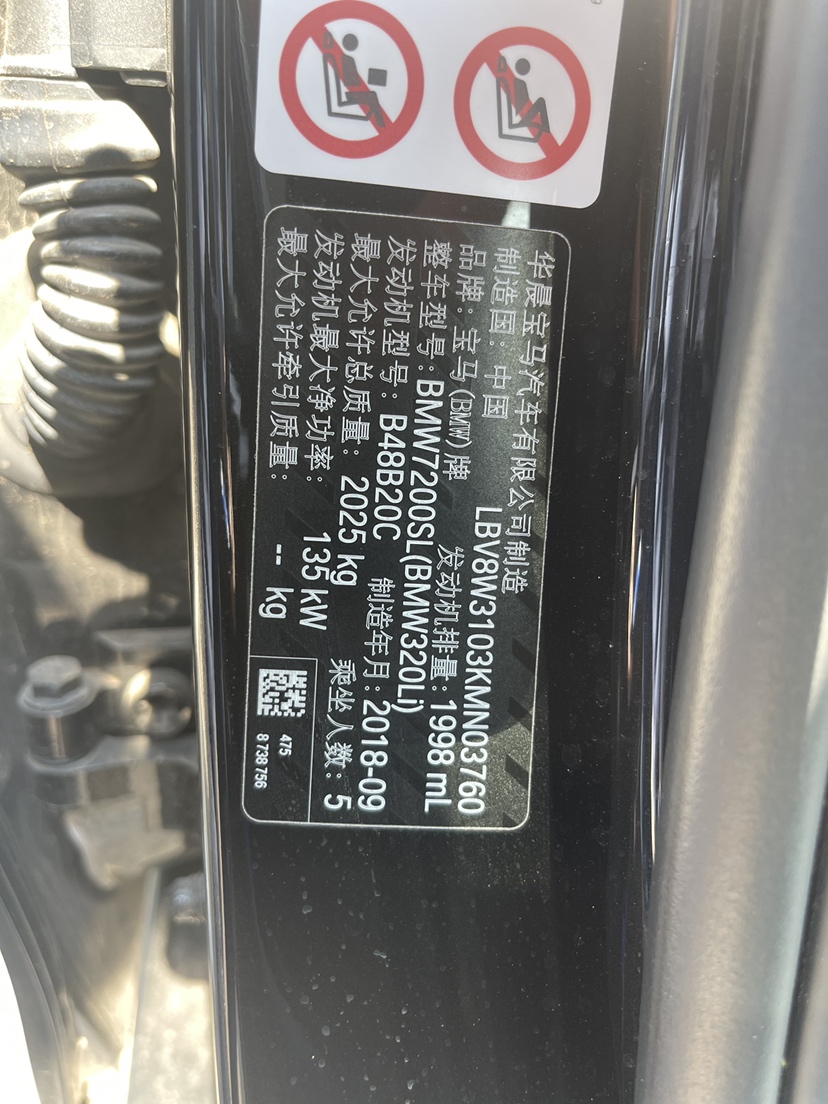 华晨宝马汽车有限公司制造
制造国：中国 LBV8W3103KMN03760
品牌：宝马(BMW)牌 发动机排量：1998 mL
整车型号：BMW7200SL(BMW320Li)
发动机型号：B48B20C 制造年月：2018-09
最大允许总质量：2025 kg 乘坐人数：5
发动机最大净功率：135 kW
最大允许牵引质量：-- kg
475
8 738 756